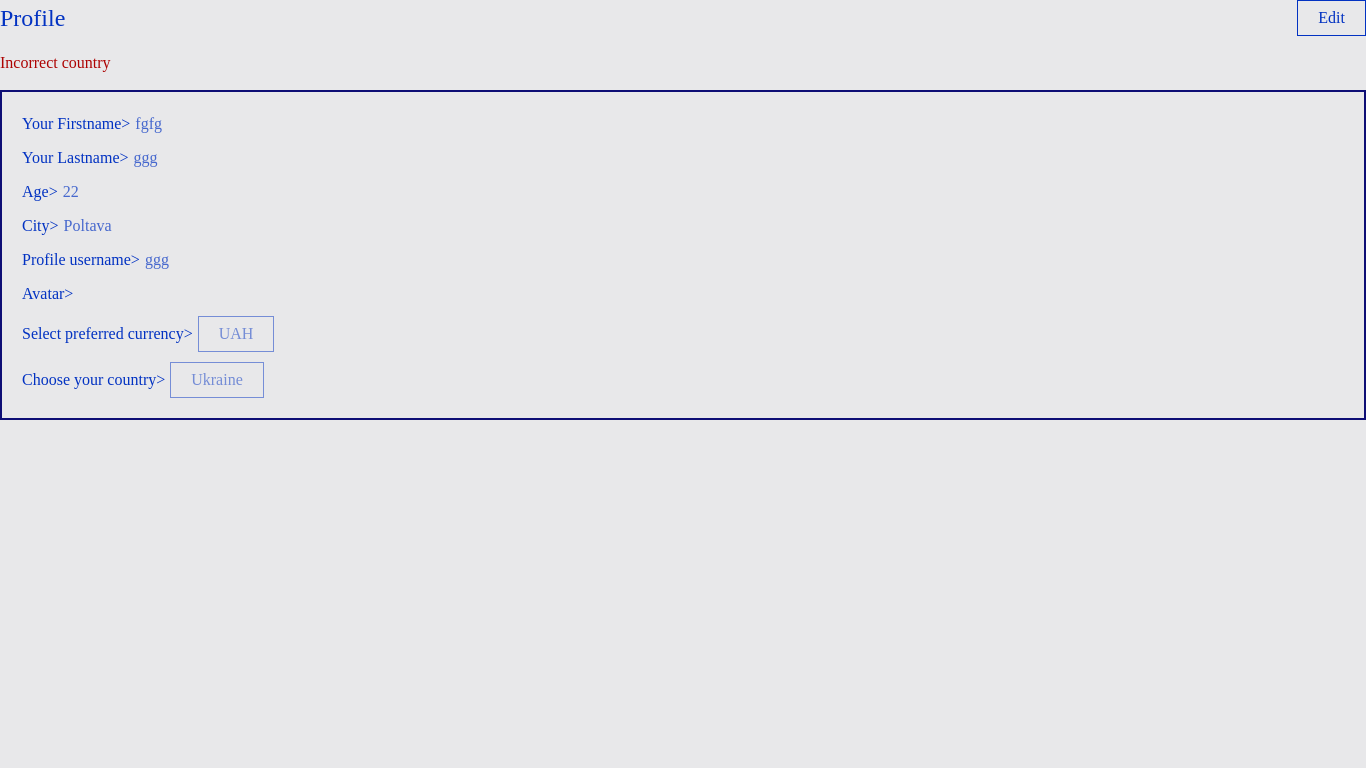 Profile
Edit
Incorrect country
Your Firstname> fgfg
Your Lastname> ggg
Age> 22
City> Poltava
Profile username> ggg
Avatar>
Select preferred currency> UAH
Choose your country> Ukraine